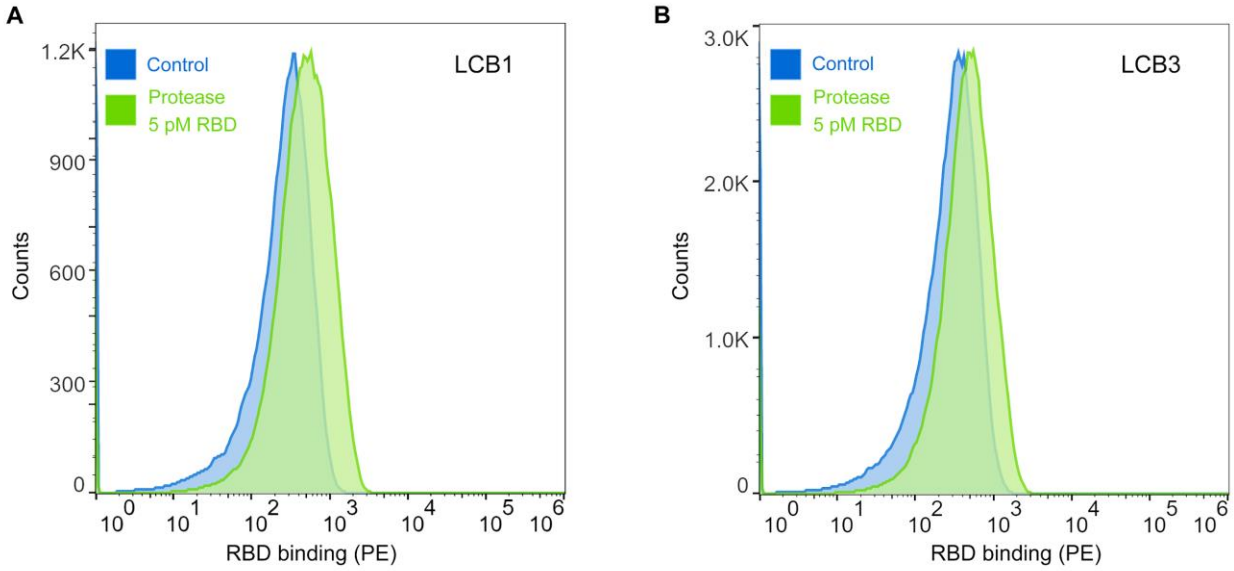 A
1.2K
900
600
300
0
Counts
Control
Protease
5 pM RBD
LCB1
10^0 10^1 10^2 10^3 10^4 10^5 10^6
RBD binding (PE)
B
3.0K
2.0K
1.0K
0
Counts
Control
Protease
5 pM RBD
LCB3
10^0 10^1 10^2 10^3 10^4 10^5 10^6
RBD binding (PE)